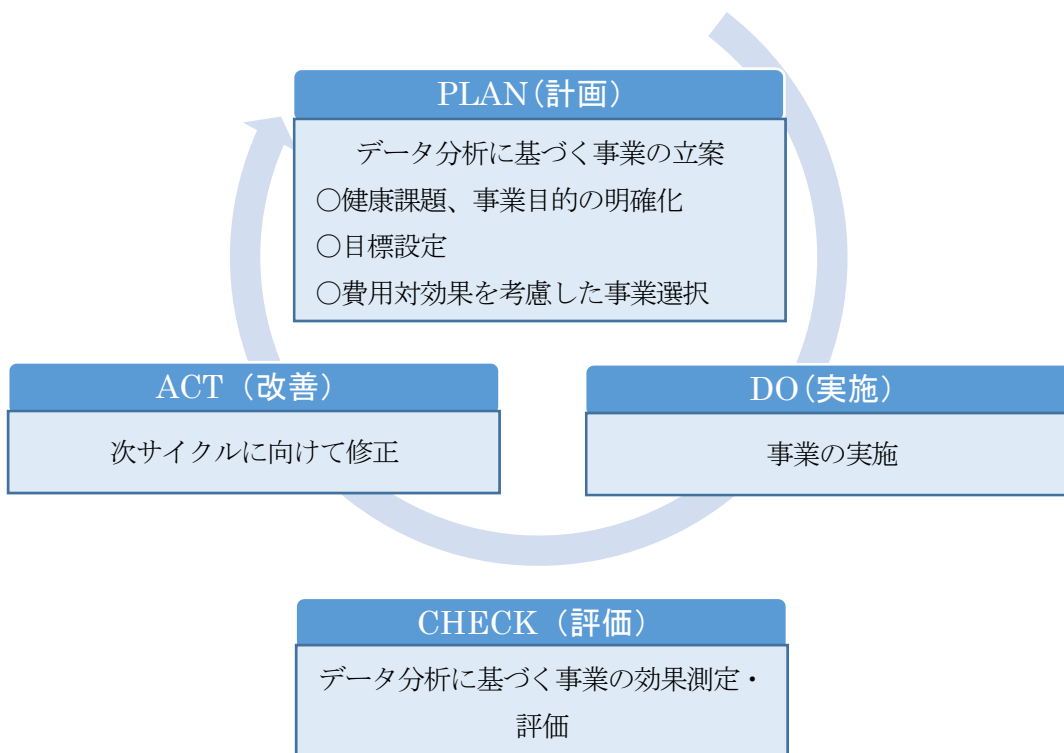 PLAN(計画)
データ分析に基づく事業の立案
○健康課題、事業目的の明確化
○目標設定
○費用対効果を考慮した事業選択
ACT（改善）
次サイクルに向けて修正
DO(実施)
事業の実施
CHECK（評価）
データ分析に基づく事業の効果測定・
評価